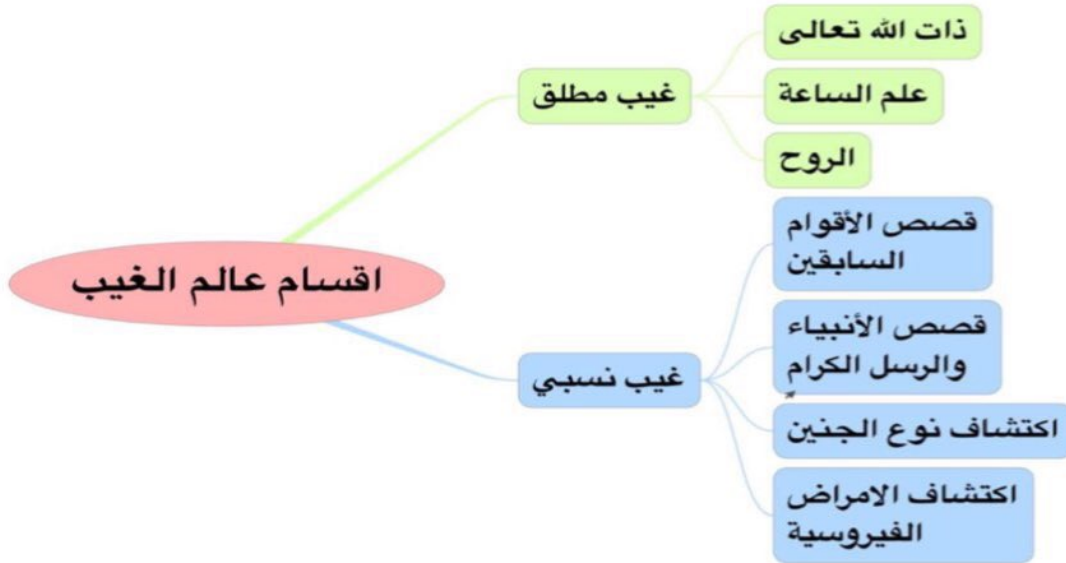 اقسام عالم الغيب
غيب مطلق
ذات الله تعالى
علم الساعة
الروح
غيب نسبي
قصص الأقوام
السابقين
قصص الأنبياء
والرسل الكرام
اكتشاف نوع الجنين
اكتشاف الامراض
الفيروسية